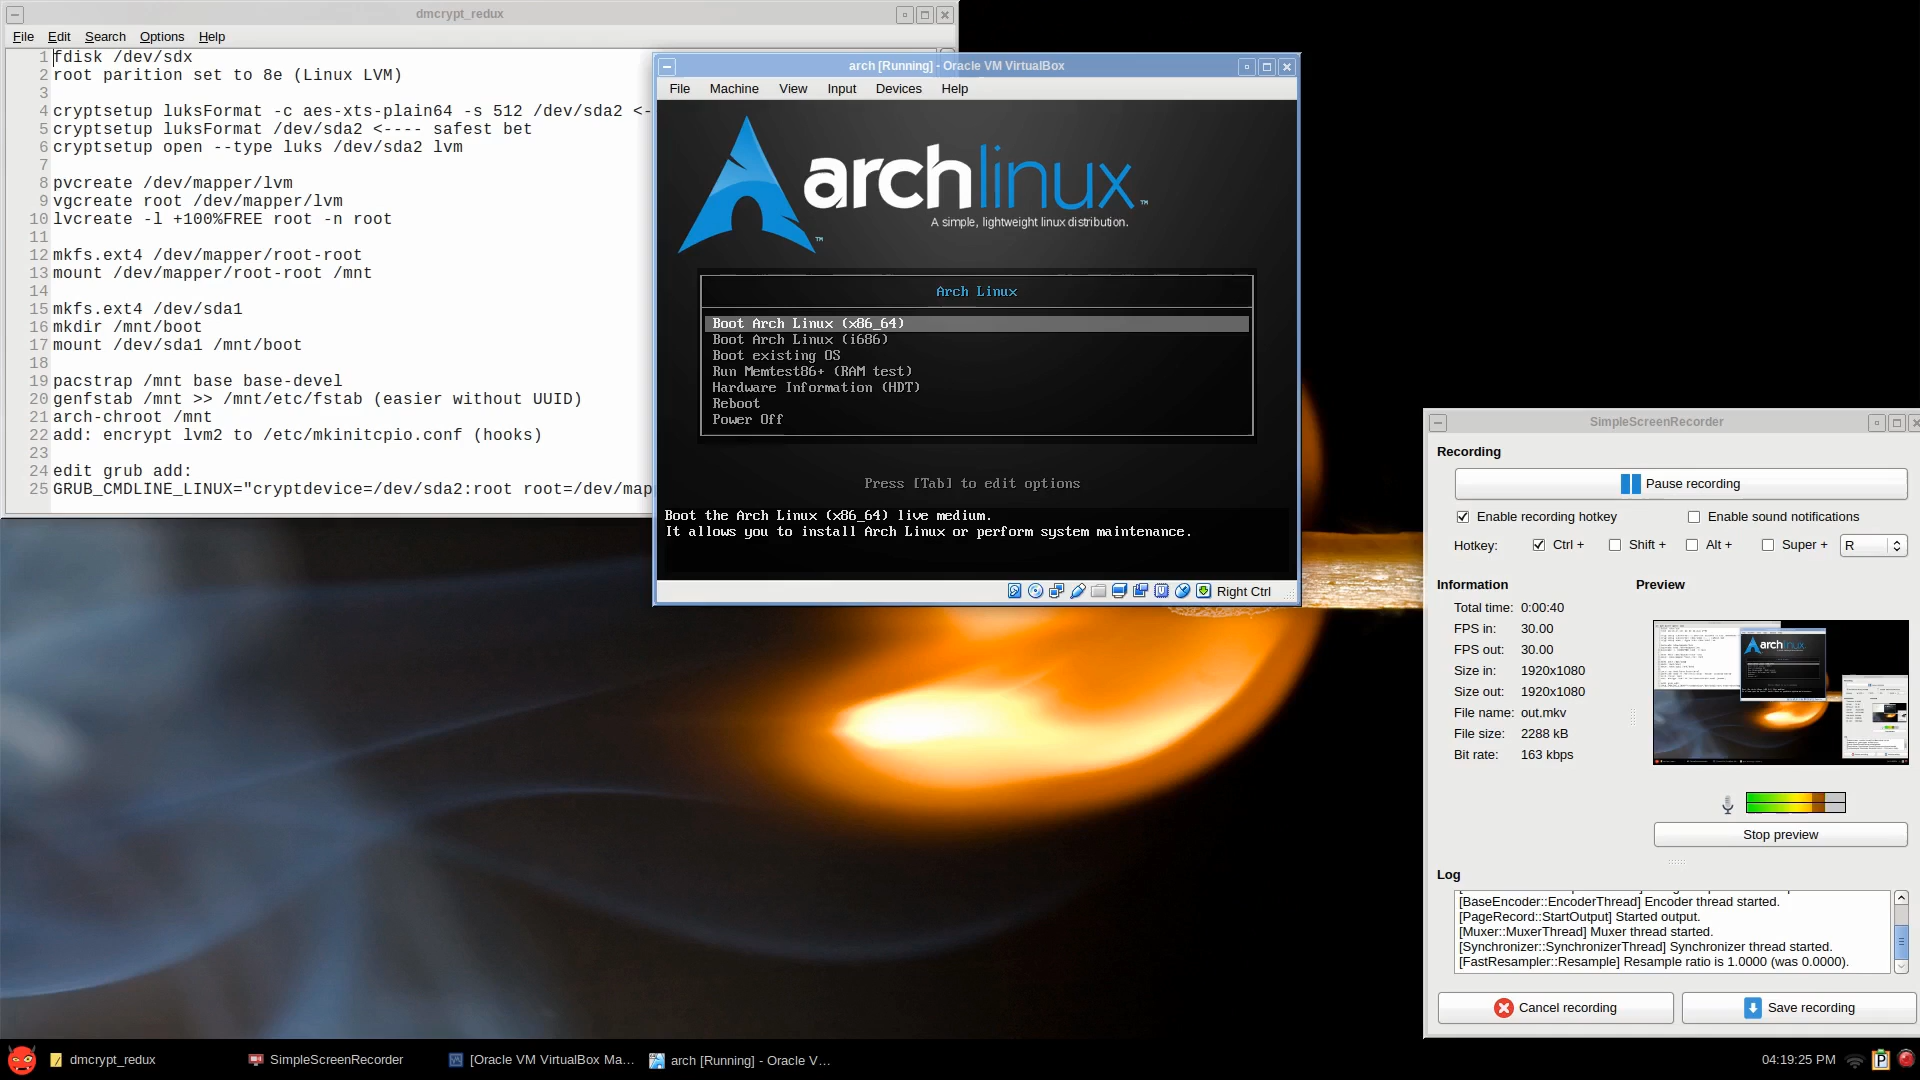 dmcrypt_redux
File Edit Search Options Help
1 fdisk /dev/sdx
2 root parition set to 8e (Linux LVM)
3
4 cryptsetup luksFormat -c aes-xts-plain64 -s 512 /dev/sda2 <-
5 cryptsetup luksFormat /dev/sda2 <---- safest bet
6 cryptsetup open --type luks /dev/sda2 lvm
7
8 pvcreate /dev/mapper/lvm
9 vgcreate root /dev/mapper/lvm
10 lvcreate -l +100%FREE root -n root
11
12 mkfs.ext4 /dev/mapper/root-root
13 mount /dev/mapper/root-root /mnt
14
15 mkfs.ext4 /dev/sda1
16 mkdir /mnt/boot
17 mount /dev/sda1 /mnt/boot
18
19 pacstrap /mnt base base-devel
20 genfstab /mnt >> /mnt/etc/fstab (easier without UUID)
21 arch-chroot /mnt
22 add: encrypt lvm2 to /etc/mkinitcpio.conf (hooks)
23
24 edit grub add:
25 GRUB_CMDLINE_LINUX="cryptdevice=/dev/sda2:root root=/dev/map
arch [Running] - Oracle VM VirtualBox
File Machine View Input Devices Help
archlinux™
A simple, lightweight linux distribution.
™
Arch Linux
Boot Arch Linux (x86_64)
Boot Arch Linux (i686)
Boot existing OS
Run Memtest86+ (RAM test)
Hardware Information (HDT)
Reboot
Power Off
Press [Tab] to edit options
Boot the Arch Linux (x86_64) live medium.
It allows you to install Arch Linux or perform system maintenance.
Right Ctrl
SimpleScreenRecorder
Recording
Pause recording
Enable recording hotkey Enable sound notifications
Hotkey: Ctrl + Shift + Alt + Super + R
Information Preview
Total time: 0:00:40
FPS in: 30.00
FPS out: 30.00
Size in: 1920x1080
Size out: 1920x1080
File name: out.mkv
File size: 2288 kB
Bit rate: 163 kbps
Stop preview
Log
[BaseEncoder::EncoderThread] Encoder thread started.
[PageRecord::StartOutput] Started output.
[Muxer::MuxerThread] Muxer thread started.
[Synchronizer::SynchronizerThread] Synchronizer thread started.
[FastResampler::Resample] Resample ratio is 1.0000 (was 0.0000).
Cancel recording Save recording
dmcrypt_redux SimpleScreenRecorder [Oracle VM VirtualBox Ma... arch [Running] - Oracle V... 04:19:25 PM